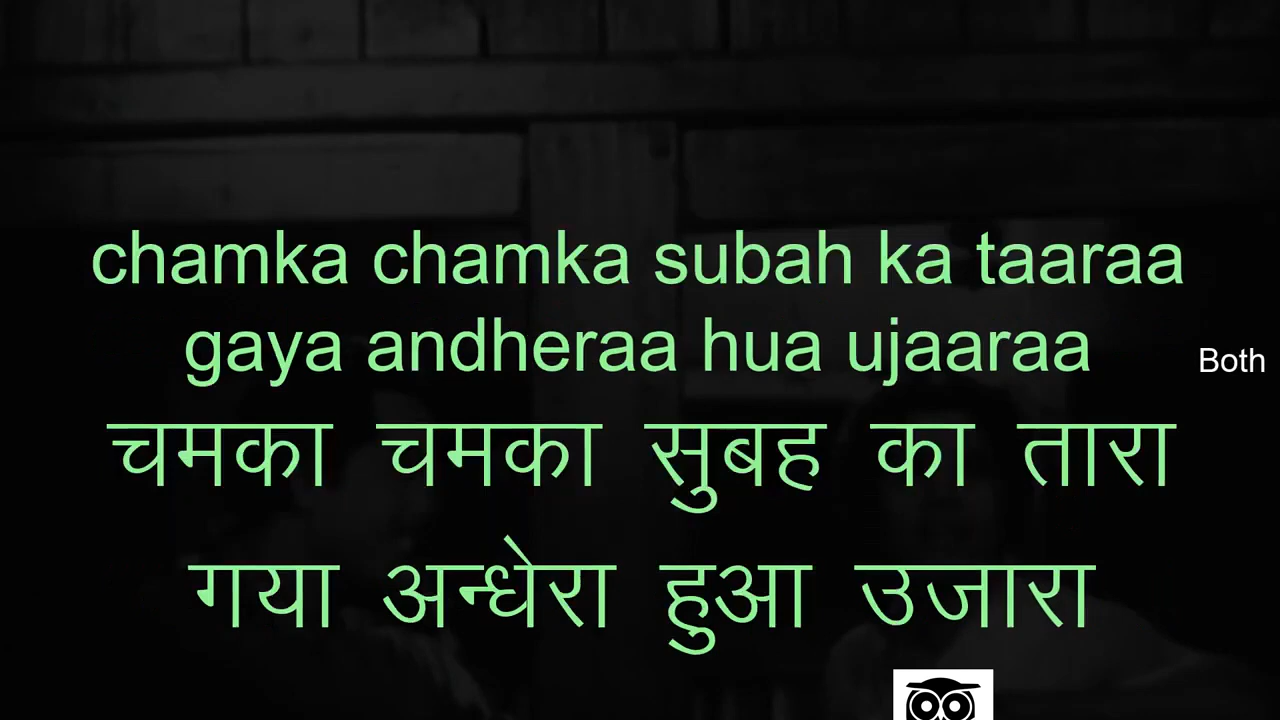 chamka chamka subah ka taaraa
gaya andheraa hua ujaaraa
Both
चमका चमका सुबह का तारा
गया अन्धेरा हुआ उजारा